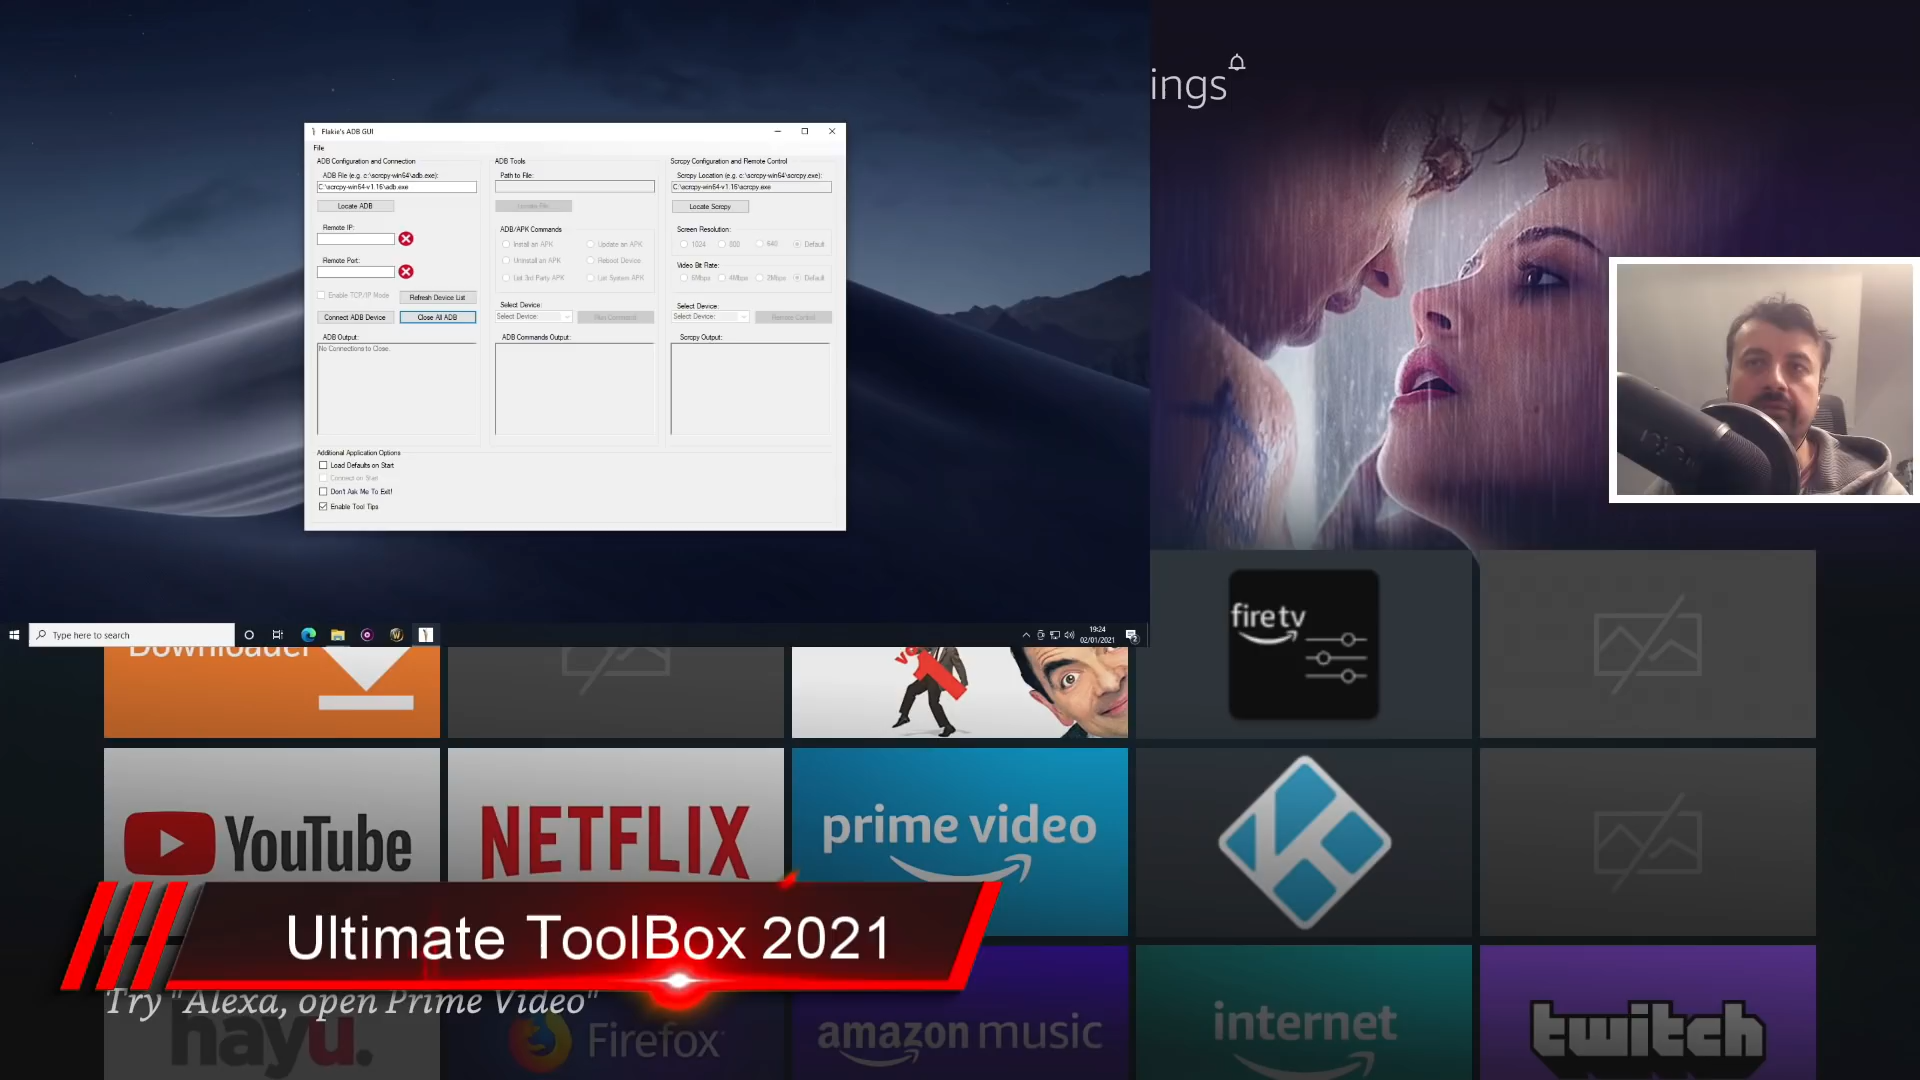 Flakie's ADB GUI
File
ADB Configuration and Connection
ADB File (e.g. c:\scrcpy-win64\adb.exe):
C:\scrcpy-win64-v1.16\adb.exe
Locate ADB
Remote IP:
Remote Port:
Enable TCP/IP Mode
Refresh Device List
Connect ADB Device
Close All ADB
ADB Output:
No Connections to Close.
ADB Tools
Path to File:
ADB/APK Commands
Install an APK
Update an APK
Uninstall an APK
Reboot Device
List 3rd Party APK
List System APK
Select Device:
Select Device:
Run Command
ADB Commands Output:
Scrcpy Configuration and Remote Control
Scrcpy Location (e.g. c:\scrcpy-win64\scrcpy.exe):
C:\scrcpy-win64-v1.16\scrcpy.exe
Locate Scrcpy
Screen Resolution:
1024 800 640 Default
Video Bit Rate:
6Mbps 4Mbps 2Mbps Default
Select Device:
Select Device:
Remote Control
Scrcpy Output:
Additional Application Options
Load Defaults on Start
Connect on Start
Don't Ask Me To Exit!
Enable Tool Tips
ings
Type here to search
19:24
02/01/2021
2
Downloader
fire tv
YouTube
NETFLIX
prime video
Ultimate ToolBox 2021
Try "Alexa, open Prime Video"
hayu.
Firefox
amazon music
internet
twitch